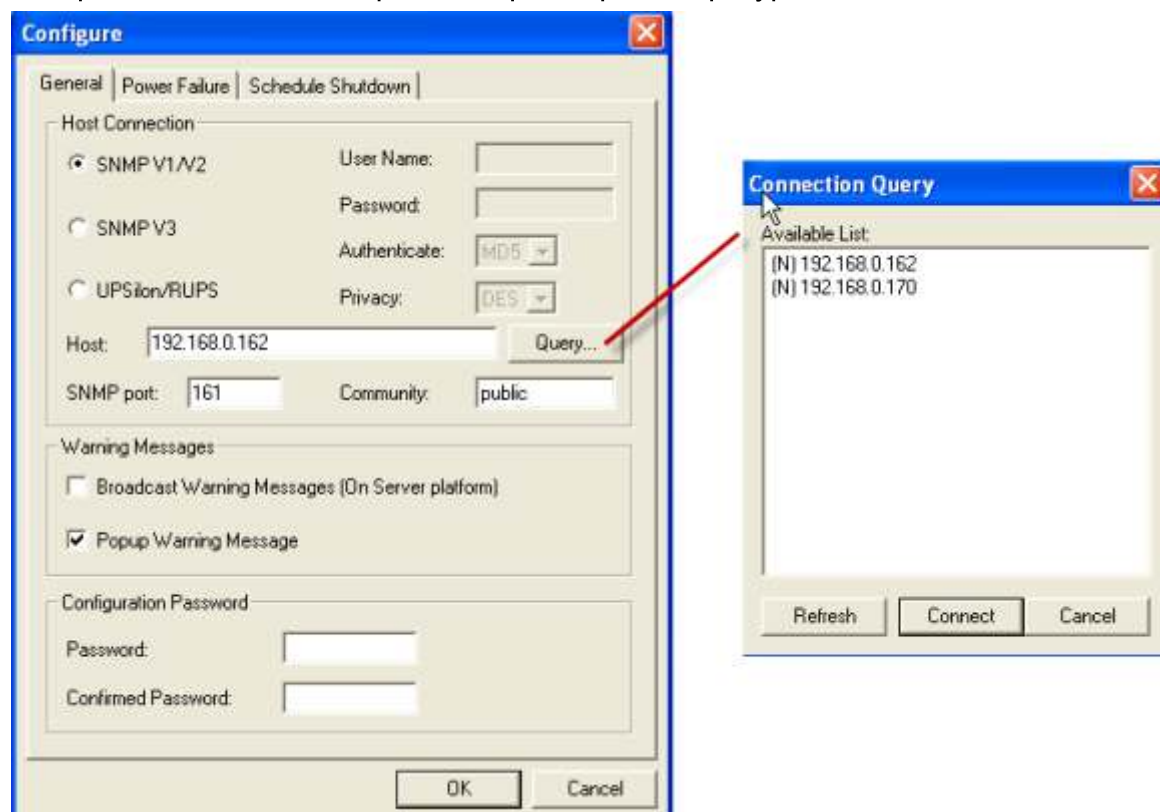 Configure
General Power Failure Schedule Shutdown
Host Connection
SNMP V1/V2 User Name:
Password:
SNMP V3
Authenticate: MD5
UPSilon/RUPS Privacy: DES
Host: 192.168.0.162 Query...
SNMP port: 161 Community: public
Warning Messages
Broadcast Warning Messages (On Server platform)
Popup Warning Message
Configuration Password
Password:
Confirmed Password:
OK Cancel
Connection Query
Available List:
(N) 192.168.0.162
(N) 192.168.0.170
Refresh Connect Cancel